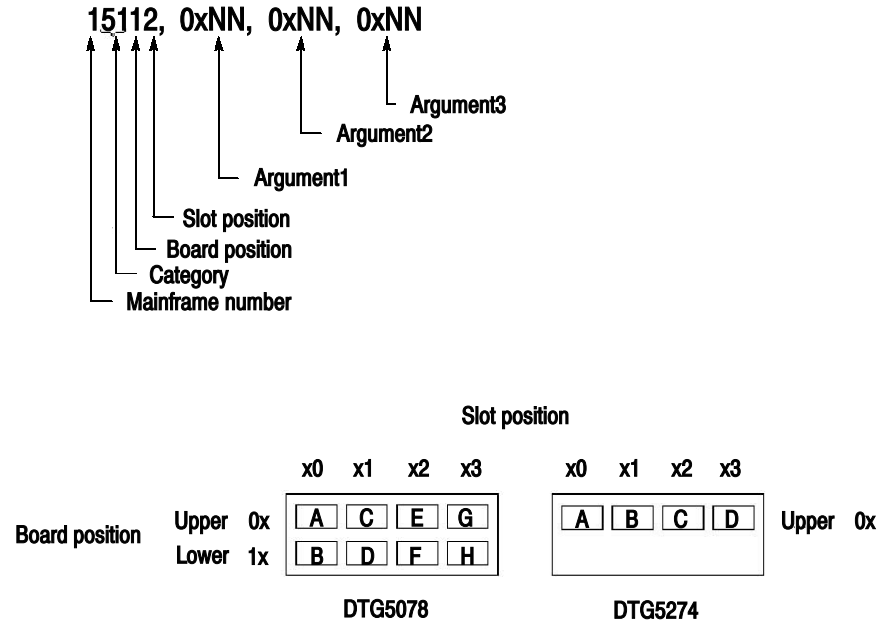 15112, 0xNN, 0xNN, 0xNN
Argument3
Argument2
Argument1
Slot position
Board position
Category
Mainframe number
Slot position
x0 x1 x2 x3 x0 x1 x2 x3
Board position
Upper 0x A C E G A B C D Upper 0x
Lower 1x B D F H
DTG5078 DTG5274